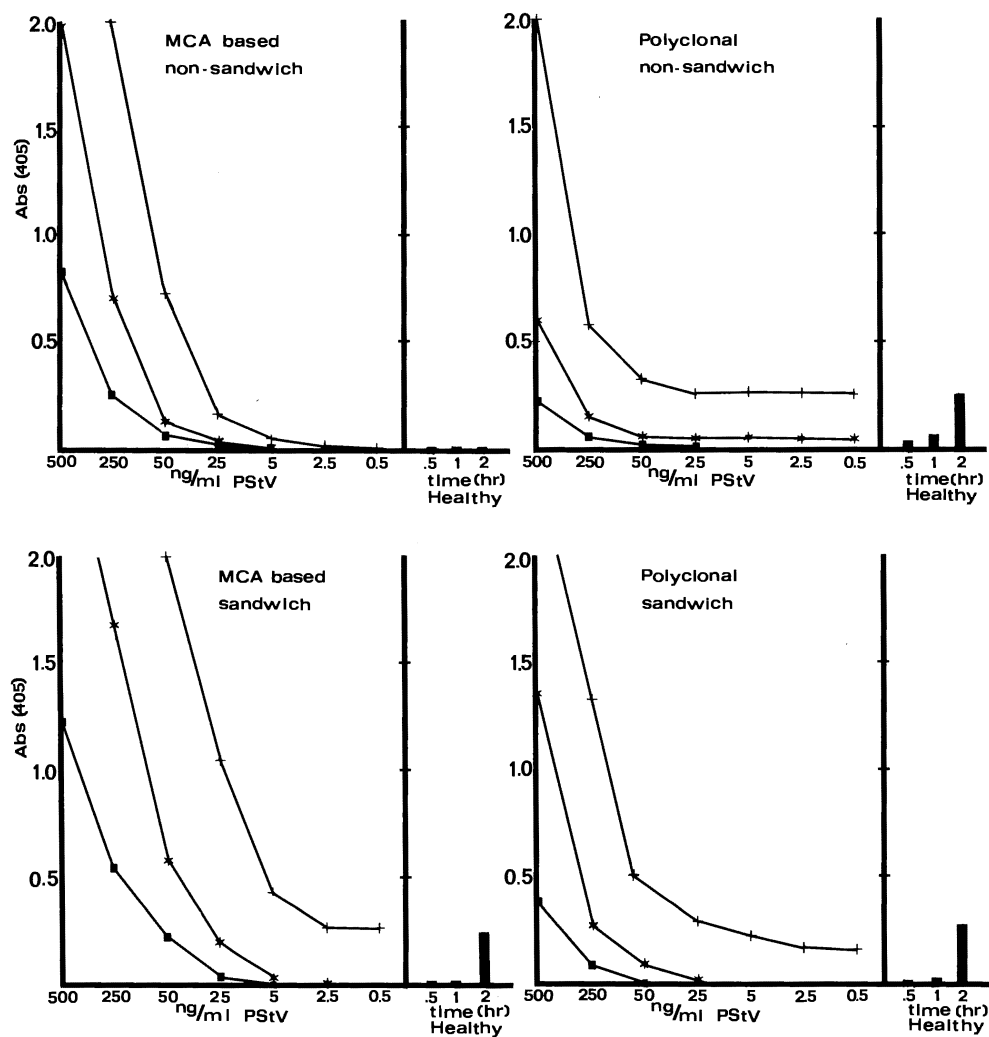 MCA based
non-sandwich
Abs (405)
2.0
1.5
1.0
0.5
500 250 50 25 5 2.5 0.5
ng/ml PStV
.5 1 2
time(hr)
Healthy
Polyclonal
non-sandwich
2.0
1.5
1.0
0.5
500 250 50 25 5 2.5 0.5
ng/ml PStV
.5 1 2
time(hr)
Healthy
MCA based
sandwich
Abs (405)
2.0
1.5
1.0
0.5
500 250 50 25 5 2.5 0.5
ng/ml PStV
.5 1 2
time(hr)
Healthy
Polyclonal
sandwich
2.0
1.5
1.0
0.5
500 250 50 25 5 2.5 0.5
ng/ml PStV
.5 1 2
time(hr)
Healthy